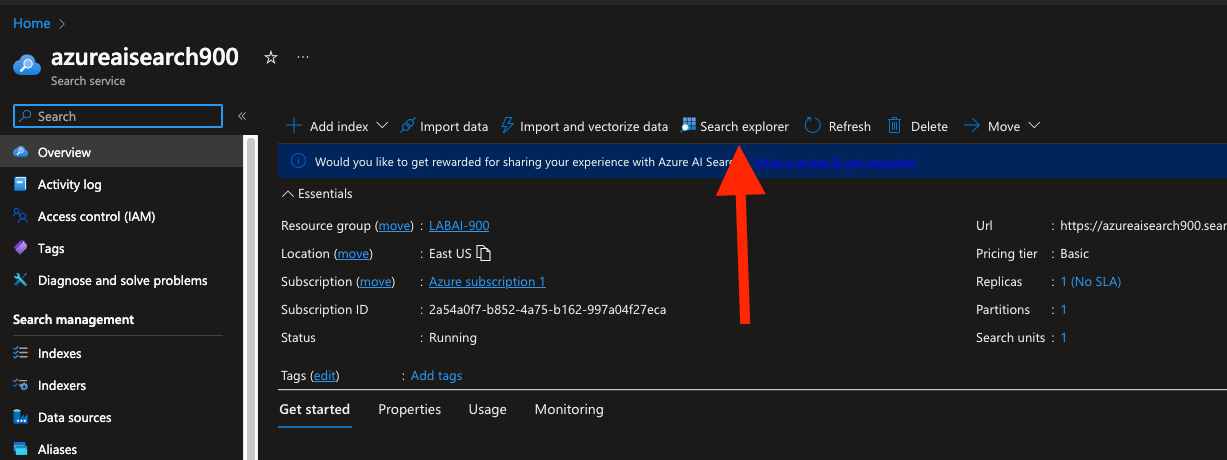 Home >
azureaisearch900
Search service
Search
«
Add index
Import data
Import and vectorize data
Search explorer
Refresh
Delete
Move
Would you like to get rewarded for sharing your experience with Azure AI
Write a review & get rewarded
Essentials
Resource group (move) : LABAI-900
Location (move) : East US
Subscription (move) : Azure subscription 1
Subscription ID : 2a54a0f7-b852-4a75-b162-997a04f27eca
Status : Running
Url : https://azureaisearch900.sear
Pricing tier : Basic
Replicas : 1 (No SLA)
Partitions : 1
Search units : 1
Tags (edit) : Add tags
Get started
Properties
Usage
Monitoring
Overview
Activity log
Access control (IAM)
Tags
Diagnose and solve problems
Search management
Indexes
Indexers
Data sources
Aliases